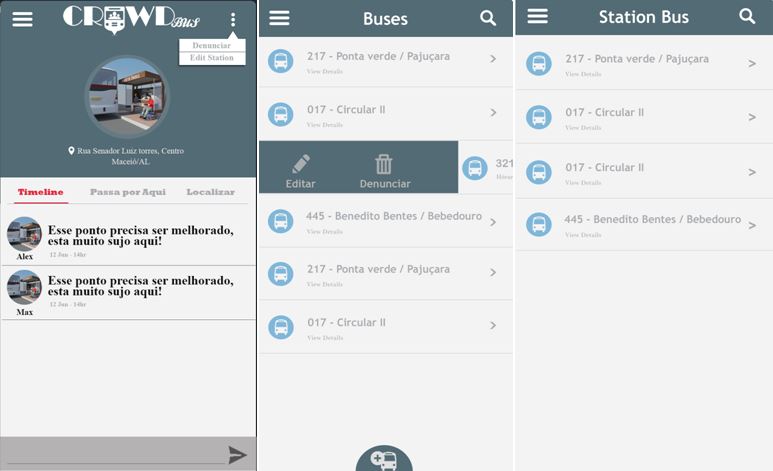 CROWD BUS
Denunciar
Edit Station
Rua Senador Luiz torres, Centro
Maceió/AL
Timeline
Passa por Aqui
Localizar
Esse ponto precisa ser melhorado,
esta muito sujo aqui!
12 Jan - 14hr
Alex
Esse ponto precisa ser melhorado,
esta muito sujo aqui!
12 Jan - 14hr
Max
Buses
217 - Ponta verde / Pajuçara
View Details
017 - Circular II
View Details
Editar
Denunciar
321
445 - Benedito Bentes / Bebedouro
View Details
217 - Ponta verde / Pajuçara
View Details
017 - Circular II
View Details
Station Bus
217 - Ponta verde / Pajuçara
View Details
017 - Circular II
View Details
017 - Circular II
View Details
445 - Benedito Bentes / Bebedouro
View Details